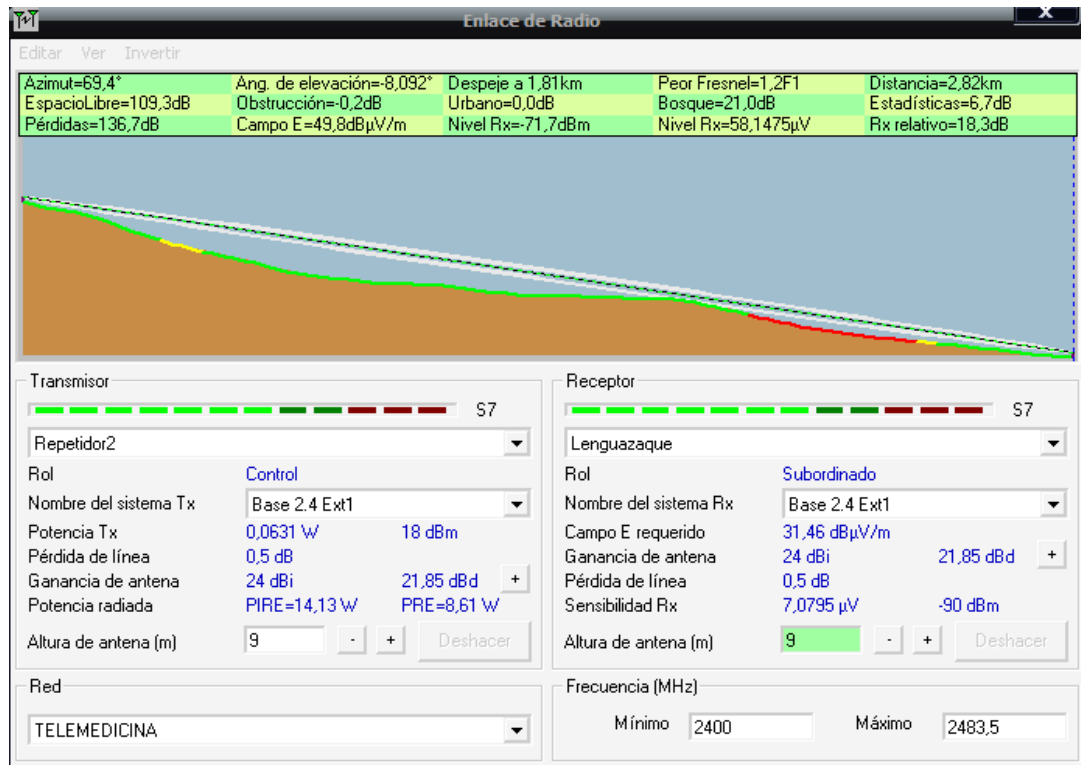 Enlace de Radio
X
Editar Ver Invertir
Azimut=69,4° Ang. de elevación=-8,092° Despeje a 1,81km Peor Fresnel=1,2F1 Distancia=2,82km
EspacioLibre=109,3dB Obstrucción=-0,2dB Urbano=0,0dB Bosque=21,0dB Estadísticas=6,7dB
Pérdidas=136,7dB Campo E=49,8dBµV/m Nivel Rx=-71,7dBm Nivel Rx=58,1475µV Rx relativo=18,3dB
Transmisor
S7
Repetidor2
Rol Control
Nombre del sistema Tx Base 2.4 Ext1
Potencia Tx 0,0631 W 18 dBm
Pérdida de línea 0,5 dB
Ganancia de antena 24 dBi 21,85 dBd +
Potencia radiada PIRE=14,13 W PRE=8,61 W
Altura de antena (m) 9 - + Deshacer
Red
TELEMEDICINA
Receptor
S7
Lenguazaque
Rol Subordinado
Nombre del sistema Rx Base 2.4 Ext1
Campo E requerido 31,46 dBµV/m
Ganancia de antena 24 dBi 21,85 dBd +
Pérdida de línea 0,5 dB
Sensibilidad Rx 7,0795 µV -90 dBm
Altura de antena (m) 9 - + Deshacer
Frecuencia (MHz)
Mínimo 2400 Máximo 2483,5